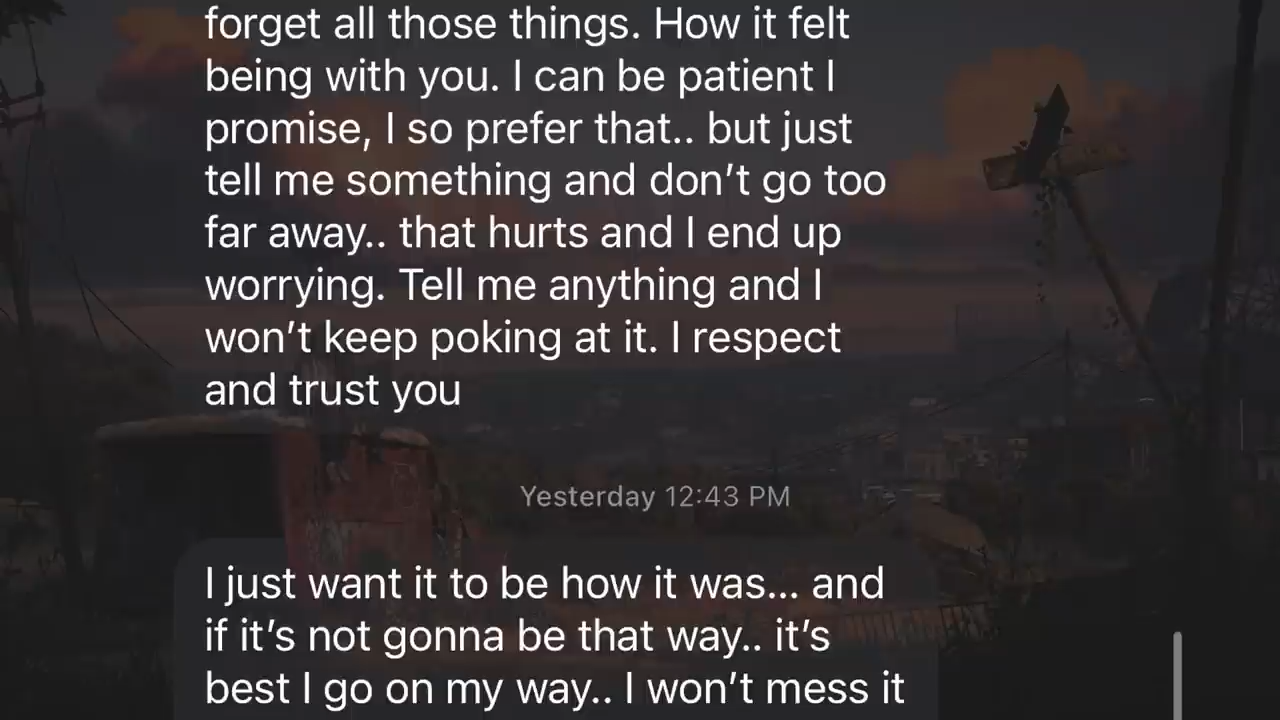 forget all those things. How it felt
being with you. I can be patient I
promise, I so prefer that.. but just
tell me something and don’t go too
far away.. that hurts and I end up
worrying. Tell me anything and I
won’t keep poking at it. I respect
and trust you
Yesterday 12:43 PM
I just want it to be how it was... and
if it’s not gonna be that way.. it’s
best I go on my way.. I won’t mess it